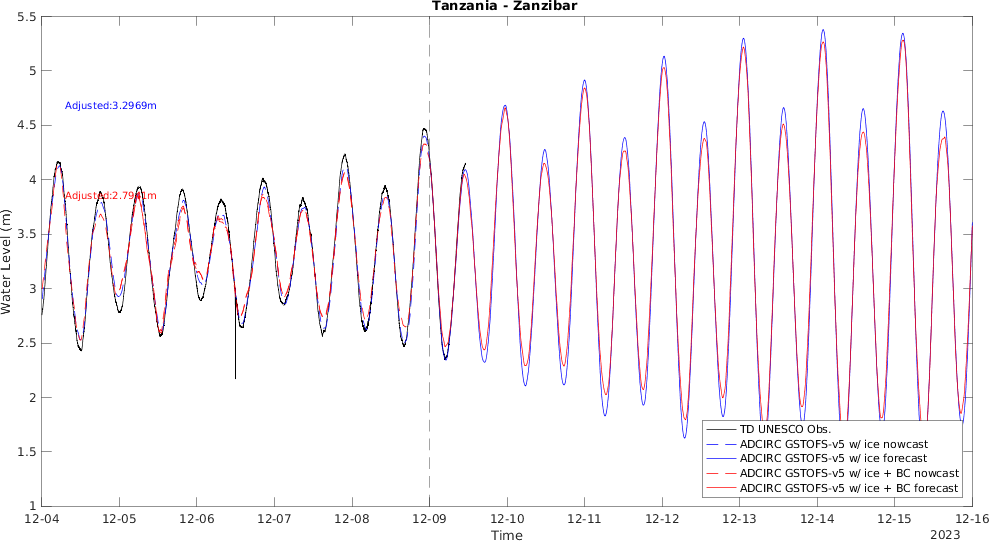 Tanzania - Zanzibar
5.5
5
4.5
4
3.5
3
2.5
2
1.5
1
Water Level (m)
Adjusted:3.2969m
TD UNESCO Obs.
ADCIRC GSTOFS-v5 w/ ice nowcast
ADCIRC GSTOFS-v5 w/ ice forecast
ADCIRC GSTOFS-v5 w/ ice + BC nowcast
ADCIRC GSTOFS-v5 w/ ice + BC forecast
12-04 12-05 12-06 12-07 12-08 12-09 12-10 12-11 12-12 12-13 12-14 12-15 12-16
Time
2023